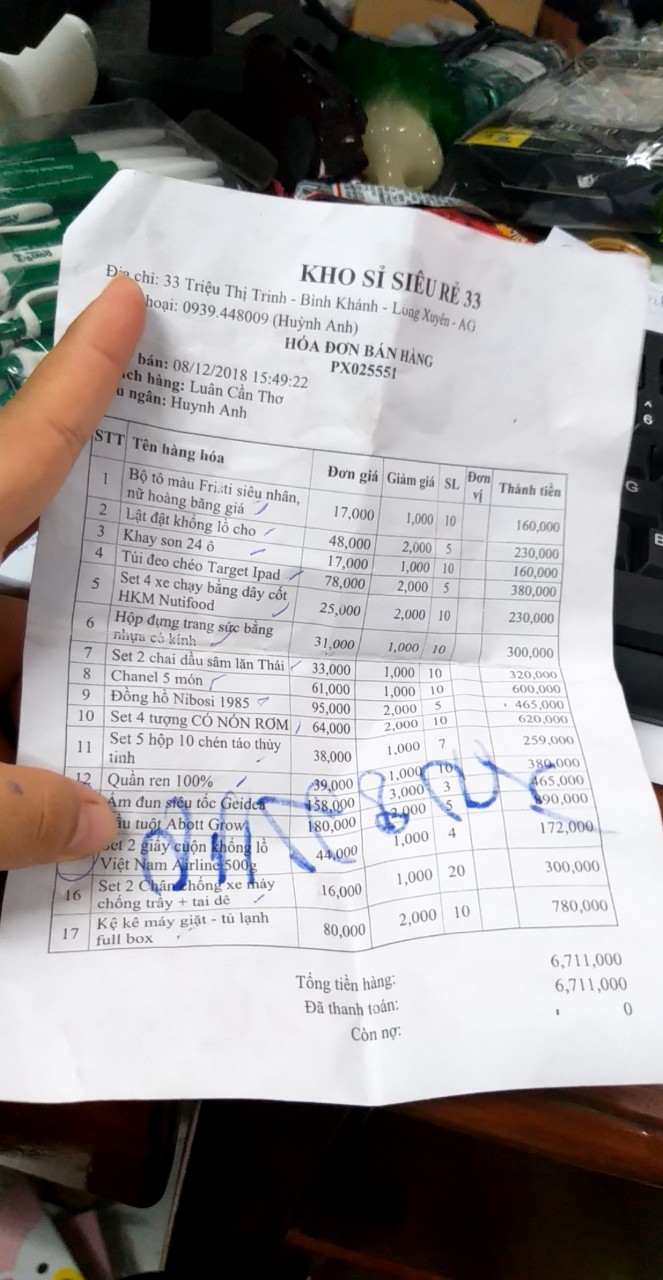 KHO SỈ SIÊU RẺ 33
Địa chỉ: 33 Triệu Thị Trinh - Bình Khánh - Long Xuyên - AG
hoại: 0939.448009 (Huỳnh Anh)
HÓA ĐƠN BÁN HÀNG
PX025551
bán: 08/12/2018 15:49:22
ch hàng: Luân Cần Thơ
u ngân: Huynh Anh
STT Tên hàng hóa Đơn giá Giảm giá SL Đơn vị Thành tiền
1 Bộ tô màu Fristi siêu nhân,
nữ hoàng băng giá 17,000 1,000 10 160,000
2 Lật đật khổng lồ cho 48,000 2,000 5 230,000
3 Khay son 24 ô 17,000 1,000 10 160,000
4 Túi đeo chéo Target Ipad 78,000 2,000 5 380,000
5 Set 4 xe chạy bằng dây cốt
HKM Nutifood 25,000 2,000 10 230,000
6 Hộp đựng trang sức bằng
nhựa có kính 31,000 1,000 10 300,000
7 Set 2 chai dầu sâm lăn Thái 33,000 1,000 10 320,000
8 Chanel 5 món 61,000 1,000 10 600,000
9 Đồng hồ Nibosi 1985 95,000 2,000 5 465,000
10 Set 4 tượng CÓ NÓN RƠM 64,000 2,000 10 620,000
11 Set 5 hộp 10 chén táo thủy
tinh 38,000 1,000 7 259,000
12 Quần ren 100% 39,000 1,000 10 380,000
Ấm đun siêu tốc Geider 158,000 3,000 3 465,000
ầu tuột Abott Grow 180,000 2,000 5 890,000
Set 2 giấy cuộn khổng lồ
Việt Nam Airline 500g 44,000 1,000 4 172,000
16 Set 2 Chân chống xe máy
chống trầy + tai dê 16,000 1,000 20 300,000
17 Kệ kê máy giặt - tủ lạnh
full box 80,000 2,000 10 780,000
Tổng tiền hàng: 6,711,000
Đã thanh toán: 6,711,000
Còn nợ: 0